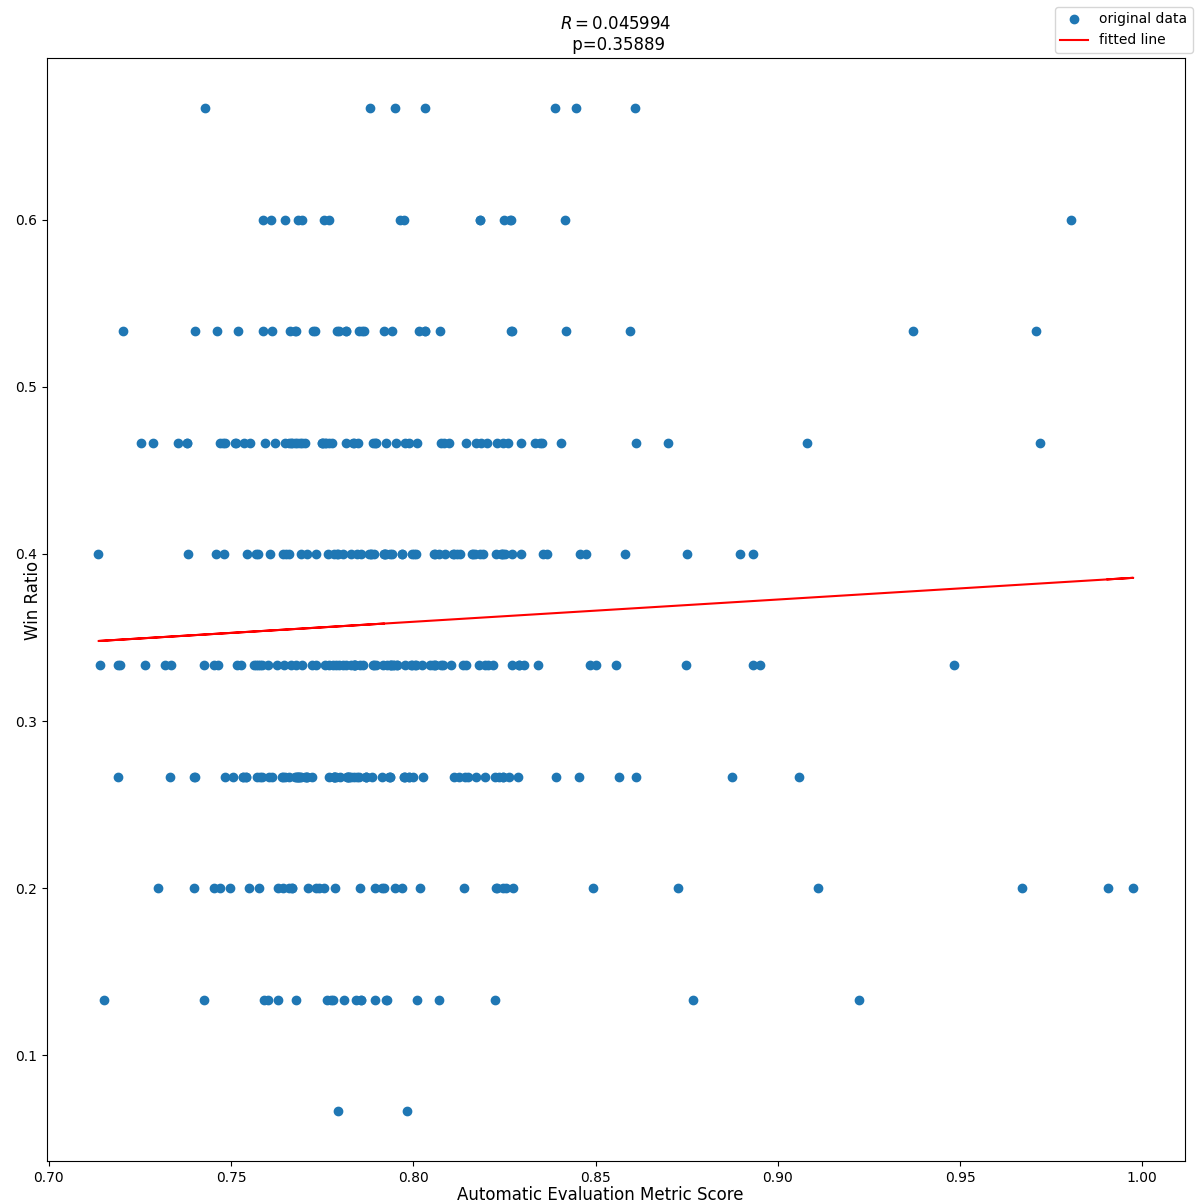 R = 0.045994
p=0.35889
original data
fitted line
0.6
0.5
0.4
0.3
0.2
0.1
Win Ratio
0.70
0.75
0.80
0.85
0.90
0.95
1.00
Automatic Evaluation Metric Score